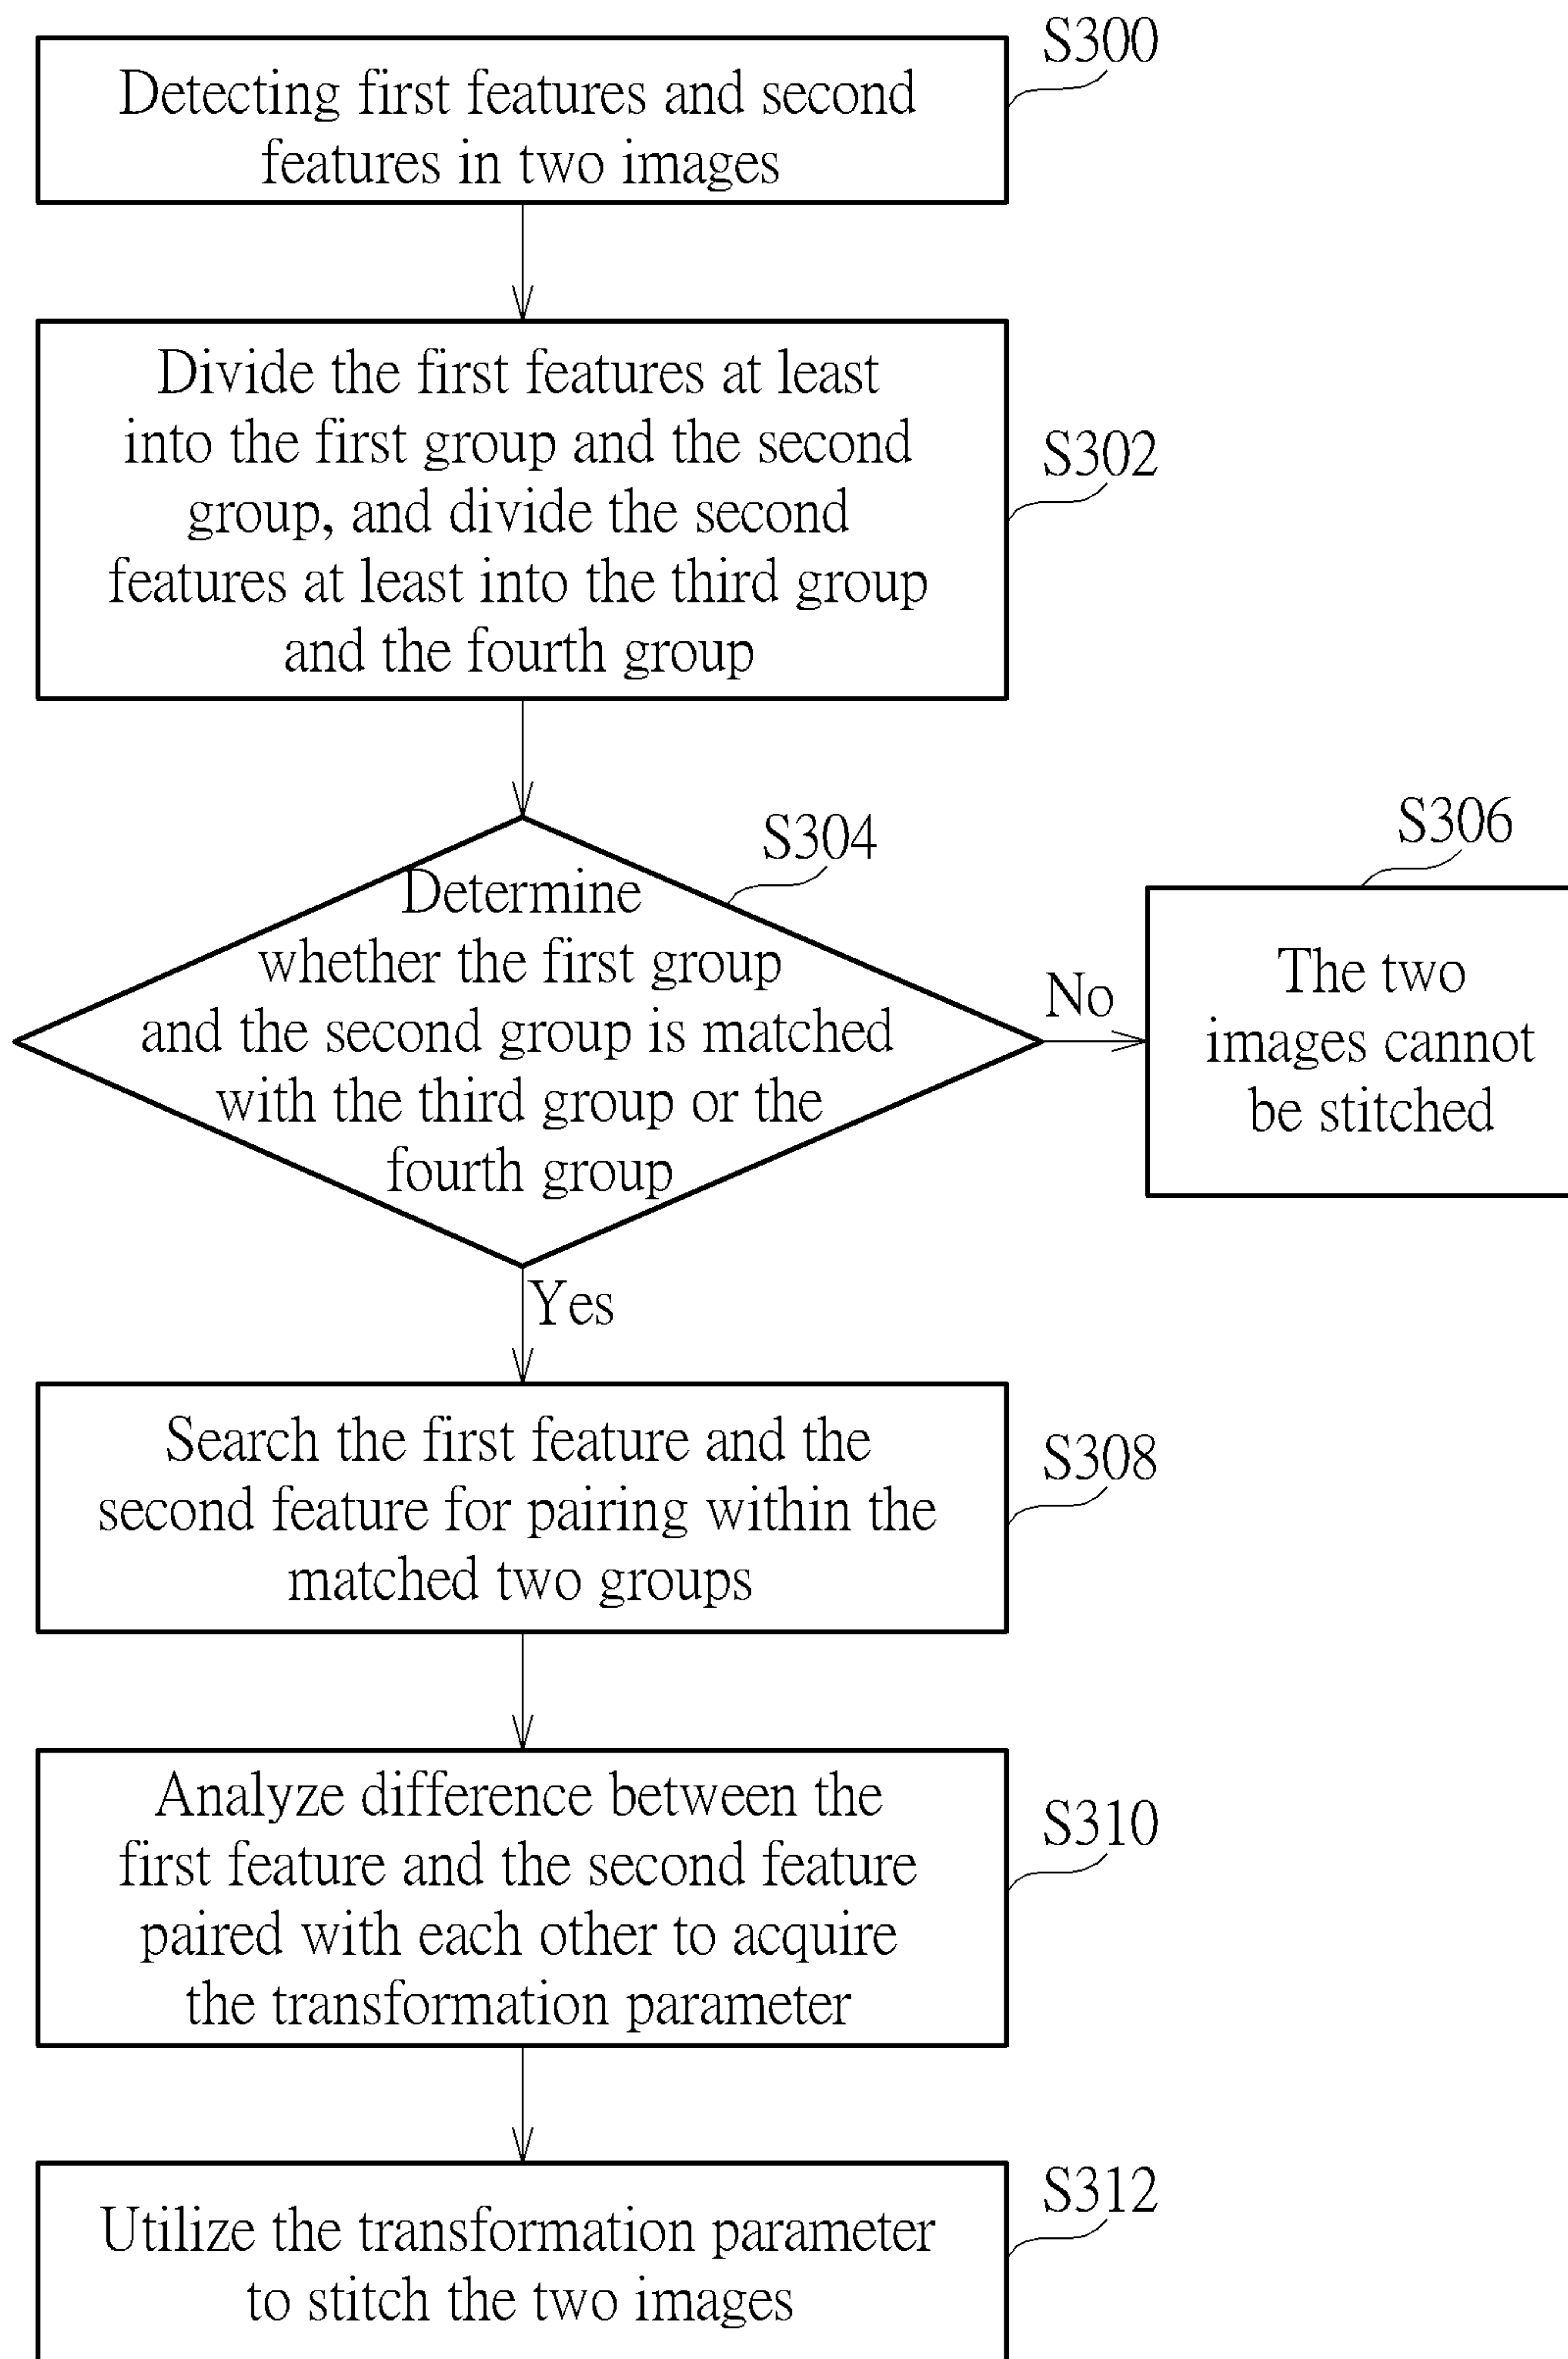 S300
Detecting first features and second
features in two images
Divide the first features at least
into the first group and the second
group, and divide the second
features at least into the third group
and the fourth group
S302
S304
Determine
whether the first group
and the second group is matched
with the third group or the
fourth group
No
S306
The two
images cannot
be stitched
Yes
Search the first feature and the
second feature for pairing within the
matched two groups
S308
Analyze difference between the
first feature and the second feature
paired with each other to acquire
the transformation parameter
S310
Utilize the transformation parameter
to stitch the two images
S312